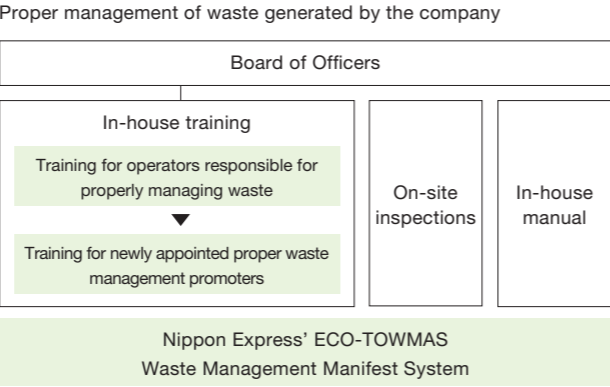 Proper management of waste generated by the company
Board of Officers
In-house training
Training for operators responsible for
properly managing waste
Training for newly appointed proper waste
management promoters
On-site
inspections
In-house
manual
Nippon Express’ ECO-TOWMAS
Waste Management Manifest System